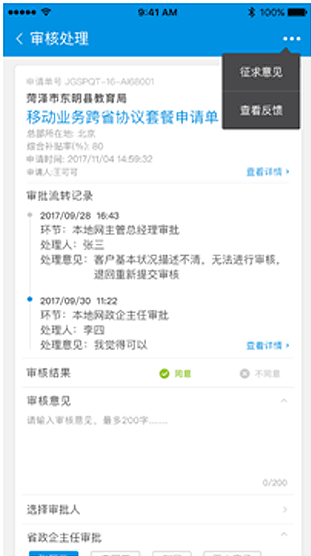 9:41 AM
100%
审核处理
征求意见
查看反馈
申请单号 JGSPQT-16-AI68001
菏泽市东明县教育局
移动业务跨省协议套餐申请单
总部所在地: 北京
综合补贴率(%): 80
申请时间: 2017/11/04 14:59:32
申请人:王可可
查看详情
审批流转记录
2017/09/28 16:43
环节: 本地网主管总经理审批
处理人: 张三
处理意见: 客户基本状况描述不清, 无法进行审核,
退回重新提交审核
2017/09/30 11:22
环节: 本地网政企主任审批
处理人: 李四
处理意见: 我觉得可以
查看详情
审核结果
同意
不同意
审核意见
请输入审核意见, 最多200字......
0/200
选择审批人
省政企主任审批